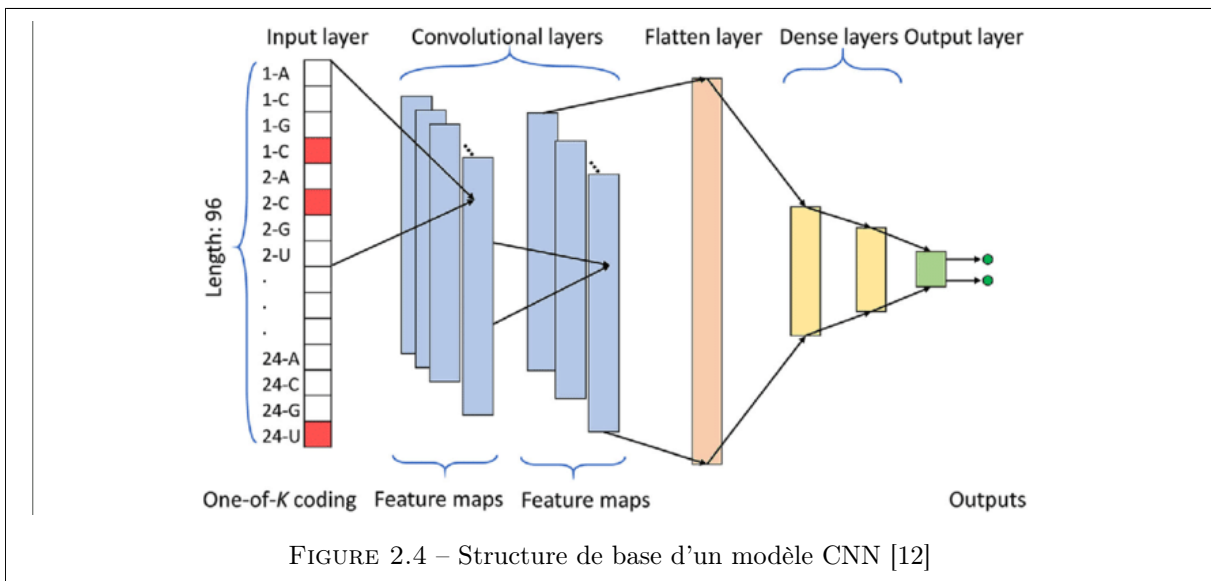 Input layer
Convolutional layers
Flatten layer
Dense layers
Output layer
Length: 96
1-A
1-C
1-G
1-C
2-A
2-C
2-G
2-U
.
.
.
24-A
24-C
24-G
24-U
One-of-K coding
Feature maps
Feature maps
Outputs
FIGURE 2.4 – Structure de base d'un modèle CNN [12]